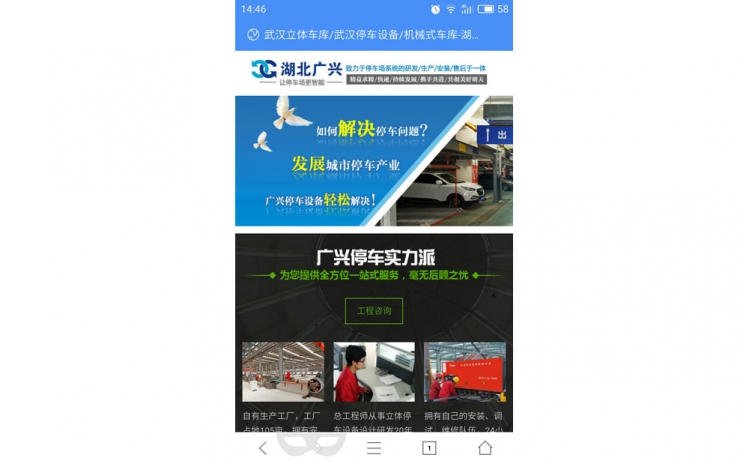 14:46
58
武汉立体车库/武汉停车设备/机械式车库-湖...
湖北广兴
让停车场更智能
致力于停车场系统的研发/生产/安装/售后于一体
精益求精/快速/持续发展/携手共进/共创美好明天
如何解决停车问题?
发展城市停车产业
广兴停车设备轻松解决!
出
广兴停车实力派
为您提供全方位一站式服务,毫无后顾之忧
工程咨询
自有生产工厂,工厂
占地105亩,拥有完
总工程师从事立体停
车设备设计研发20年
拥有自己的安装、调
试、维修队伍,24小
1